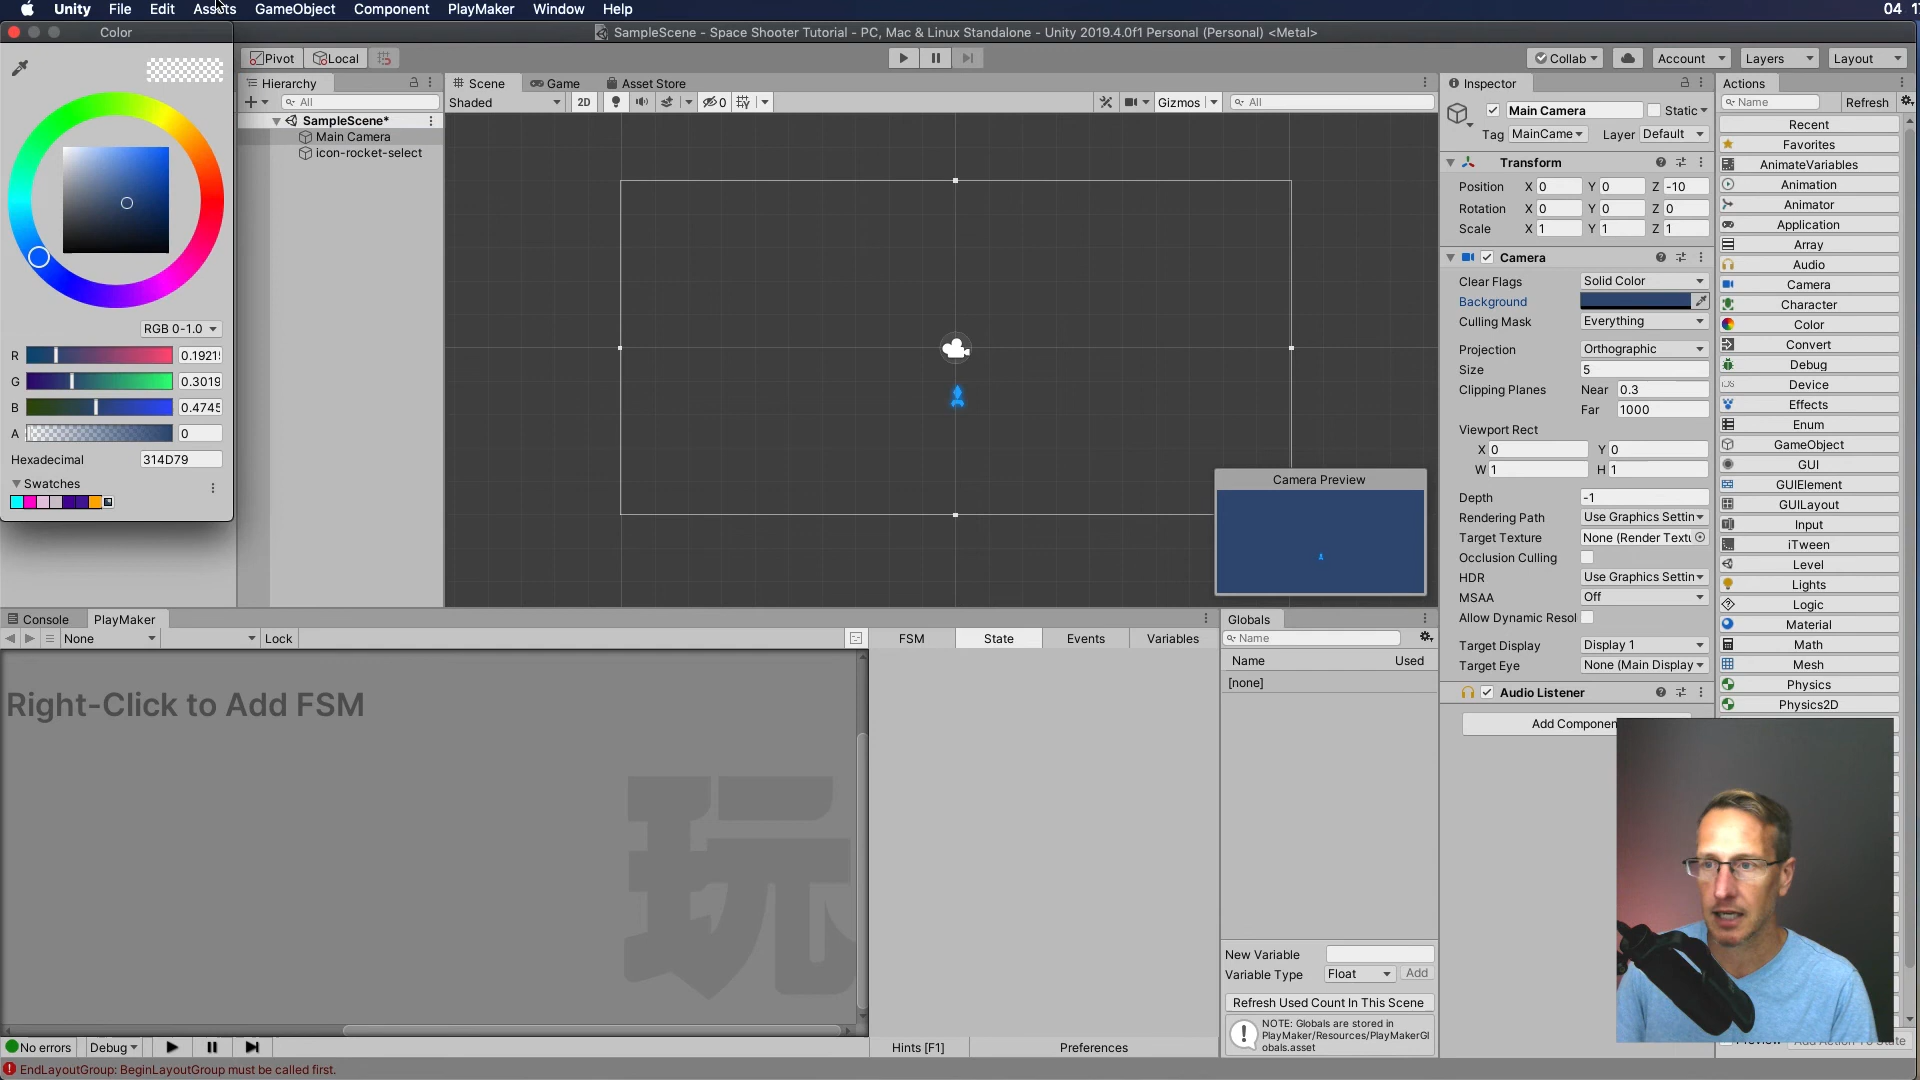 Unity File Edit Assets GameObject Component PlayMaker Window Help 04
Color
SampleScene - Space Shooter Tutorial - PC, Mac & Linux Standalone - Unity 2019.4.0f1 Personal (Personal) <Metal>
Pivot Local Collab Account Layers Layout
Hierarchy Scene Game Asset Store Inspector Actions
All Shaded 2D 0 Gizmos All Name Refresh
SampleScene*
Main Camera
icon-rocket-select
RGB 0-1.0
R 0.1921
G 0.3019
B 0.4745
A 0
Hexadecimal 314D79
Swatches
Camera Preview
Main Camera Static
Tag MainCame Layer Default
Transform
Position X 0 Y 0 Z -10
Rotation X 0 Y 0 Z 0
Scale X 1 Y 1 Z 1
Camera
Clear Flags Solid Color
Background
Culling Mask Everything
Projection Orthographic
Size 5
Clipping Planes Near 0.3
Far 1000
Viewport Rect
X 0 Y 0
W 1 H 1
Depth -1
Rendering Path Use Graphics Settin
Target Texture None (Render Textu
Occlusion Culling
HDR Use Graphics Settin
MSAA Off
Allow Dynamic Resol
Target Display Display 1
Target Eye None (Main Display
Audio Listener
Add Componen
Recent
Favorites
AnimateVariables
Animation
Animator
Application
Array
Audio
Camera
Character
Color
Convert
Debug
Device
Effects
Enum
GameObject
GUI
GUIElement
GUILayout
Input
iTween
Level
Lights
Logic
Material
Math
Mesh
Physics
Physics2D
Console PlayMaker
None Lock FSM State Events Variables
Right-Click to Add FSM
玩
Globals
Name
Name Used
[none]
New Variable
Variable Type Float Add
Refresh Used Count In This Scene
NOTE: Globals are stored in
PlayMaker/Resources/PlayMakerGl
obals.asset
No errors Debug Hints [F1] Preferences
EndLayoutGroup: BeginLayoutGroup must be called first.